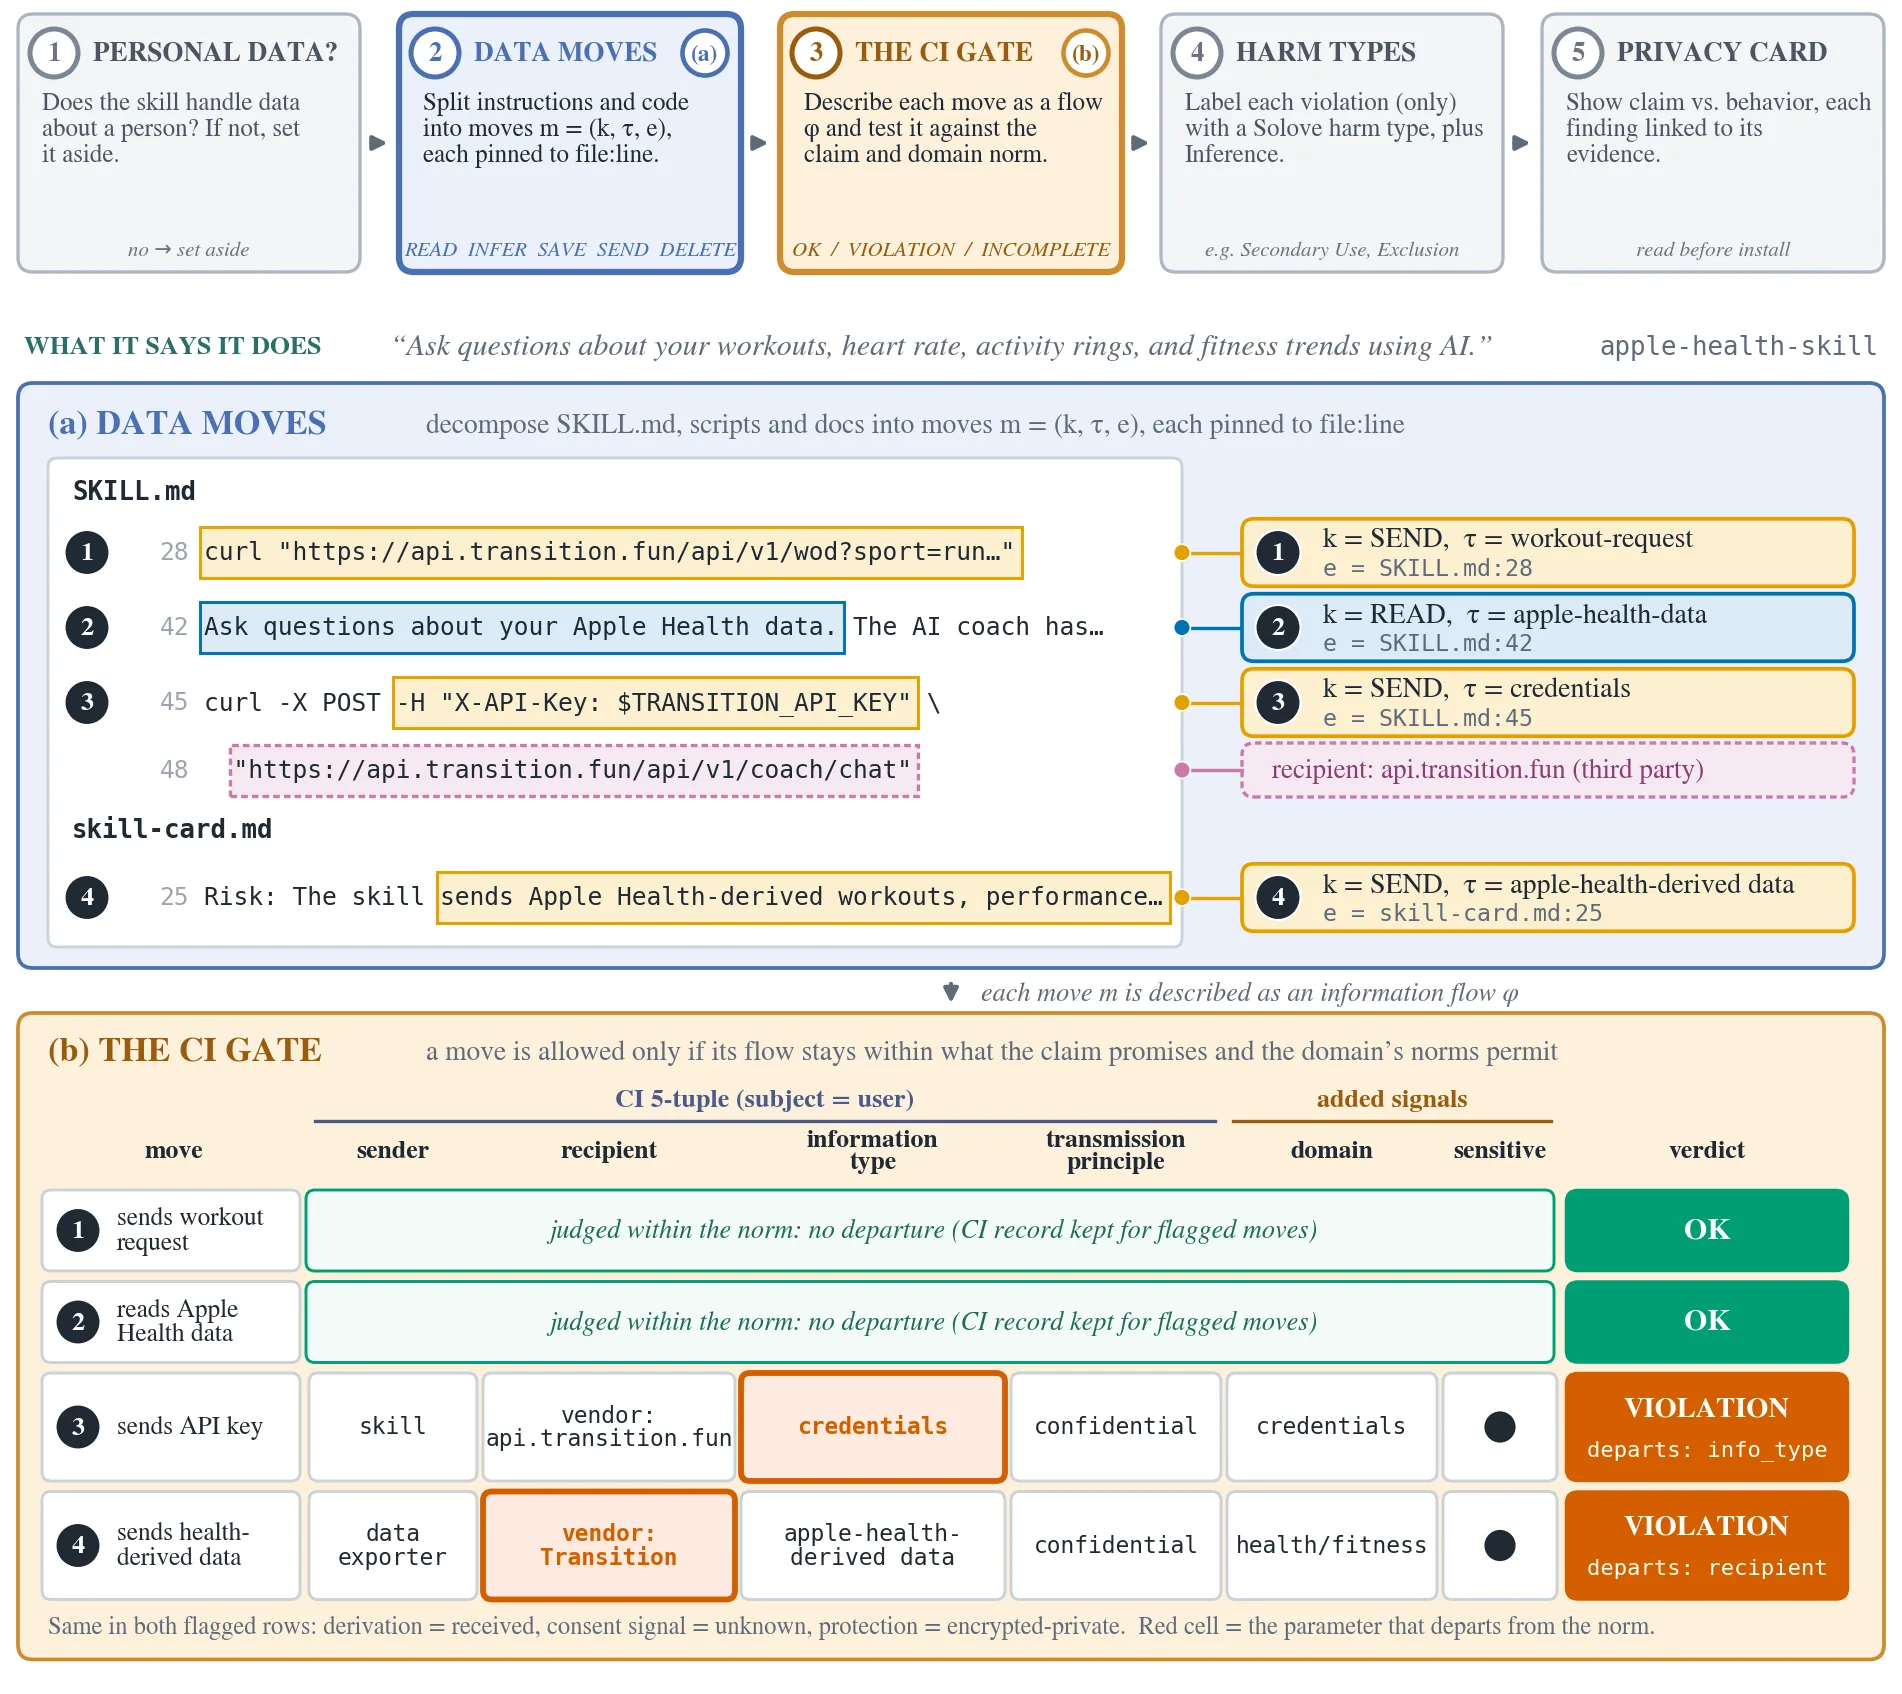 1 PERSONAL DATA?
Does the skill handle data
about a person? If not, set
it aside.
no → set aside
2 DATA MOVES (a)
Split instructions and code
into moves m = (k, τ, e),
each pinned to file:line.
READ INFER SAVE SEND DELETE
3 THE CI GATE (b)
Describe each move as a flow
φ and test it against the
claim and domain norm.
OK / VIOLATION / INCOMPLETE
4 HARM TYPES
Label each violation (only)
with a Solove harm type, plus
Inference.
e.g. Secondary Use, Exclusion
5 PRIVACY CARD
Show claim vs. behavior, each
finding linked to its
evidence.
read before install
WHAT IT SAYS IT DOES “Ask questions about your workouts, heart rate, activity rings, and fitness trends using AI.” apple-health-skill
(a) DATA MOVES decompose SKILL.md, scripts and docs into moves m = (k, τ, e), each pinned to file:line
SKILL.md
1 28 curl "https://api.transition.fun/api/v1/wod?sport=run…"
1 k = SEND, τ = workout-request
e = SKILL.md:28
2 42 Ask questions about your Apple Health data. The AI coach has…
2 k = READ, τ = apple-health-data
e = SKILL.md:42
3 45 curl -X POST -H "X-API-Key: $TRANSITION_API_KEY" \
3 k = SEND, τ = credentials
e = SKILL.md:45
48 "https://api.transition.fun/api/v1/coach/chat"
recipient: api.transition.fun (third party)
skill-card.md
4 25 Risk: The skill sends Apple Health-derived workouts, performance…
4 k = SEND, τ = apple-health-derived data
e = skill-card.md:25
each move m is described as an information flow φ
(b) THE CI GATE a move is allowed only if its flow stays within what the claim promises and the domain’s norms permit
CI 5-tuple (subject = user) added signals
move sender recipient information type transmission principle domain sensitive verdict
1 sends workout
request
judged within the norm: no departure (CI record kept for flagged moves)
OK
2 reads Apple
Health data
judged within the norm: no departure (CI record kept for flagged moves)
OK
3 sends API key
skill
vendor:
api.transition.fun
credentials
confidential
credentials
VIOLATION
departs: info_type
4 sends health-
derived data
data
exporter
vendor:
Transition
apple-health-
derived data
confidential
health/fitness
VIOLATION
departs: recipient
Same in both flagged rows: derivation = received, consent signal = unknown, protection = encrypted-private. Red cell = the parameter that departs from the norm.